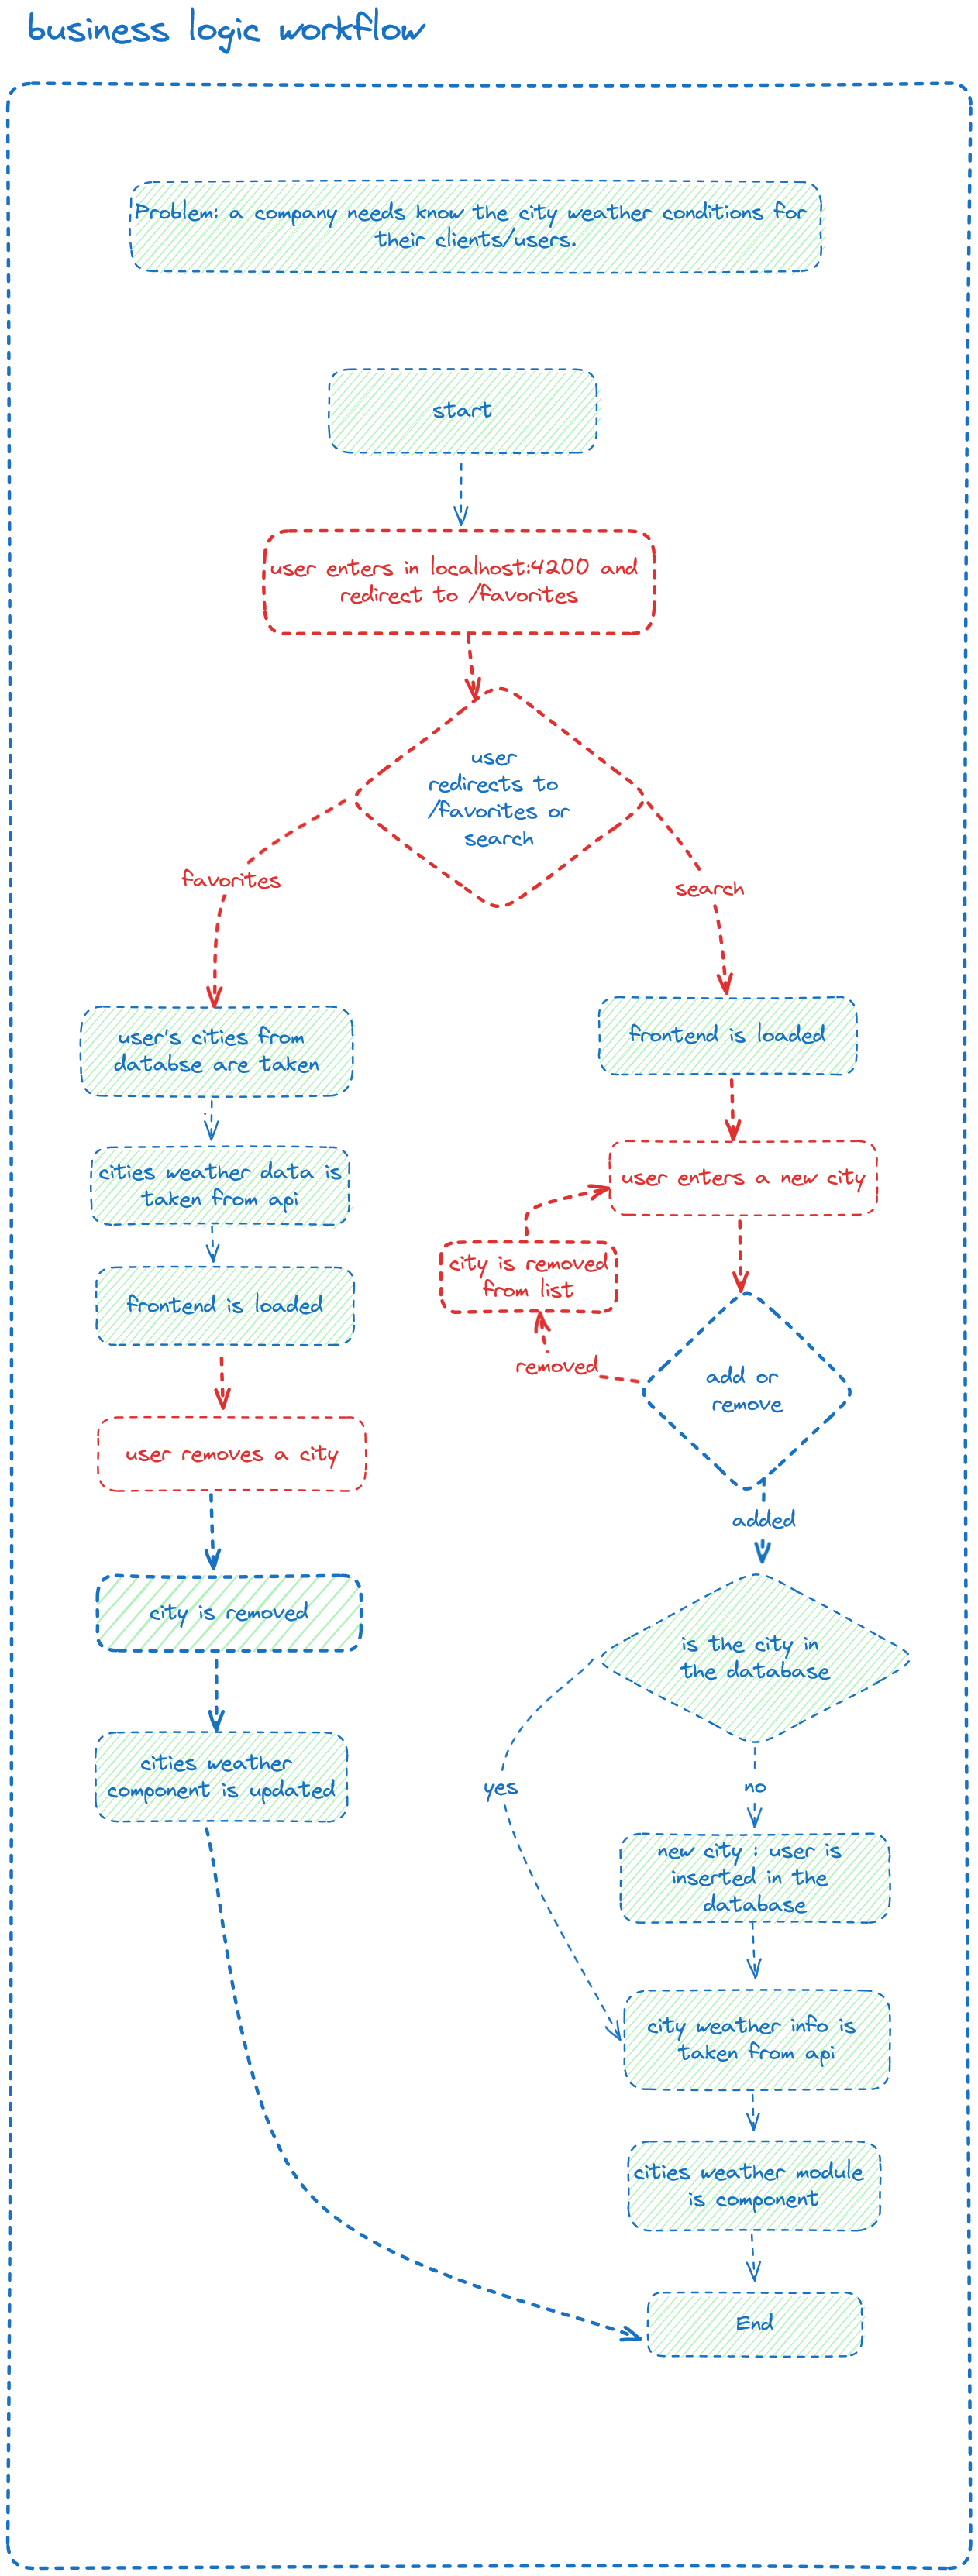 business logic workflow
Problem: a company needs know the city weather conditions for
their clients/users.
start
user enters in localhost:4200 and
redirect to /favorites
user
redirects to
/favorites or
search
favorites
search
user's cities from
databse are taken
frontend is loaded
cities weather data is
taken from api
user enters a new city
city is removed
from list
frontend is loaded
removed
add or
remove
user removes a city
added
city is removed
is the city in
the database
cities weather
component is updated
yes
no
new city : user is
inserted in the
database
city weather info is
taken from api
cities weather module
is component
End